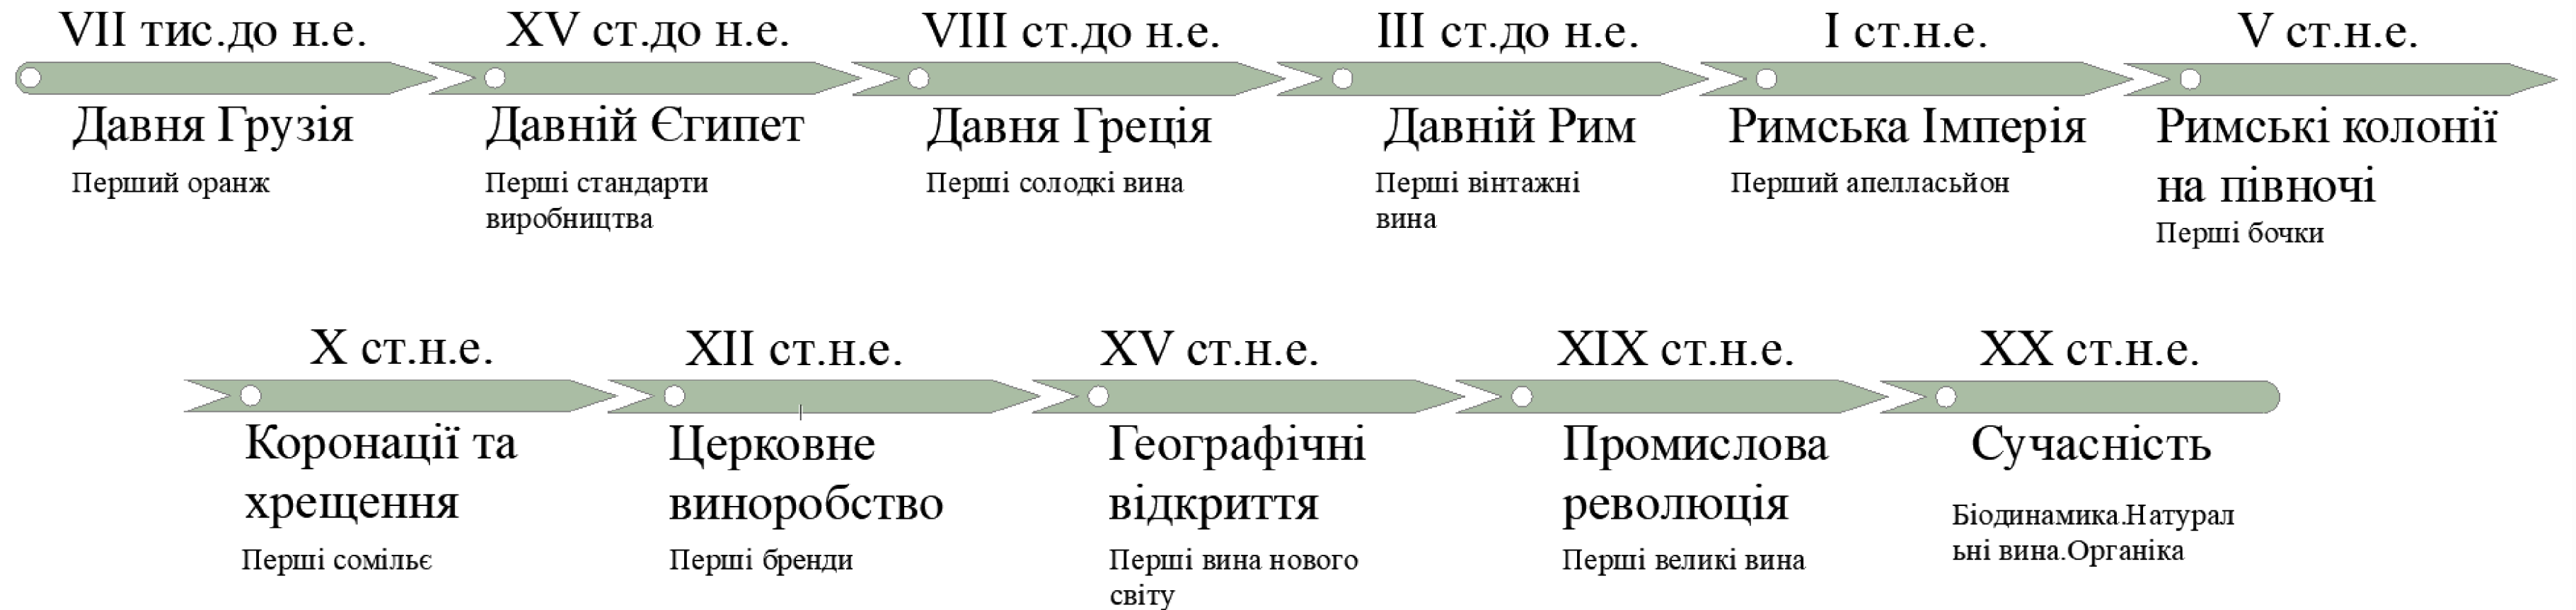 VII тис.до н.е.
Давня Грузія
Перший оранж
XV ст.до н.е.
Давній Єгипет
Перші стандарти
виробництва
VIII ст.до н.е.
Давня Греція
Перші солодкі вина
III ст.до н.е.
Давній Рим
Перші вінтажні
вина
I ст.н.е.
Римська Імперія
Перший апелласьйон
V ст.н.е.
Римські колонії
на півночі
Перші бочки
X ст.н.е.
Коронації та
хрещення
Перші сомільє
XII ст.н.е.
Церковне
виноробство
Перші бренди
XV ст.н.е.
Географічні
відкриття
Перші вина нового
світу
XIX ст.н.е.
Промислова
революція
Перші великі вина
XX ст.н.е.
Сучасність
Біодинамика.Натурал
ьні вина.Органіка